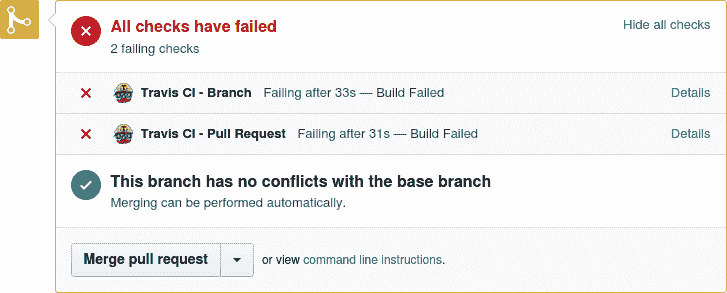 All checks have failed
Hide all checks
2 failing checks
Travis CI - Branch Failing after 33s — Build Failed Details
Travis CI - Pull Request Failing after 31s — Build Failed Details
This branch has no conflicts with the base branch
Merging can be performed automatically.
Merge pull request or view command line instructions.